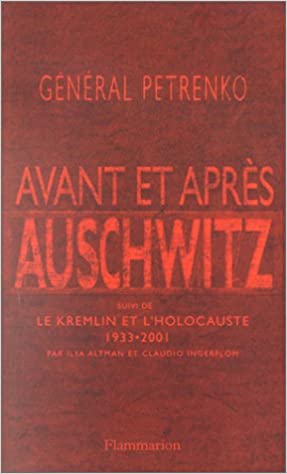 GÉNÉRAL PETRENKO
AVANT ET APRÈS
AUSCHWITZ
SUIVI DE
LE KREMLIN ET L'HOLOCAUSTE
1933•2001
PAR ILYA ALTMAN ET CLAUDIO INGERFLOM
Flammarion